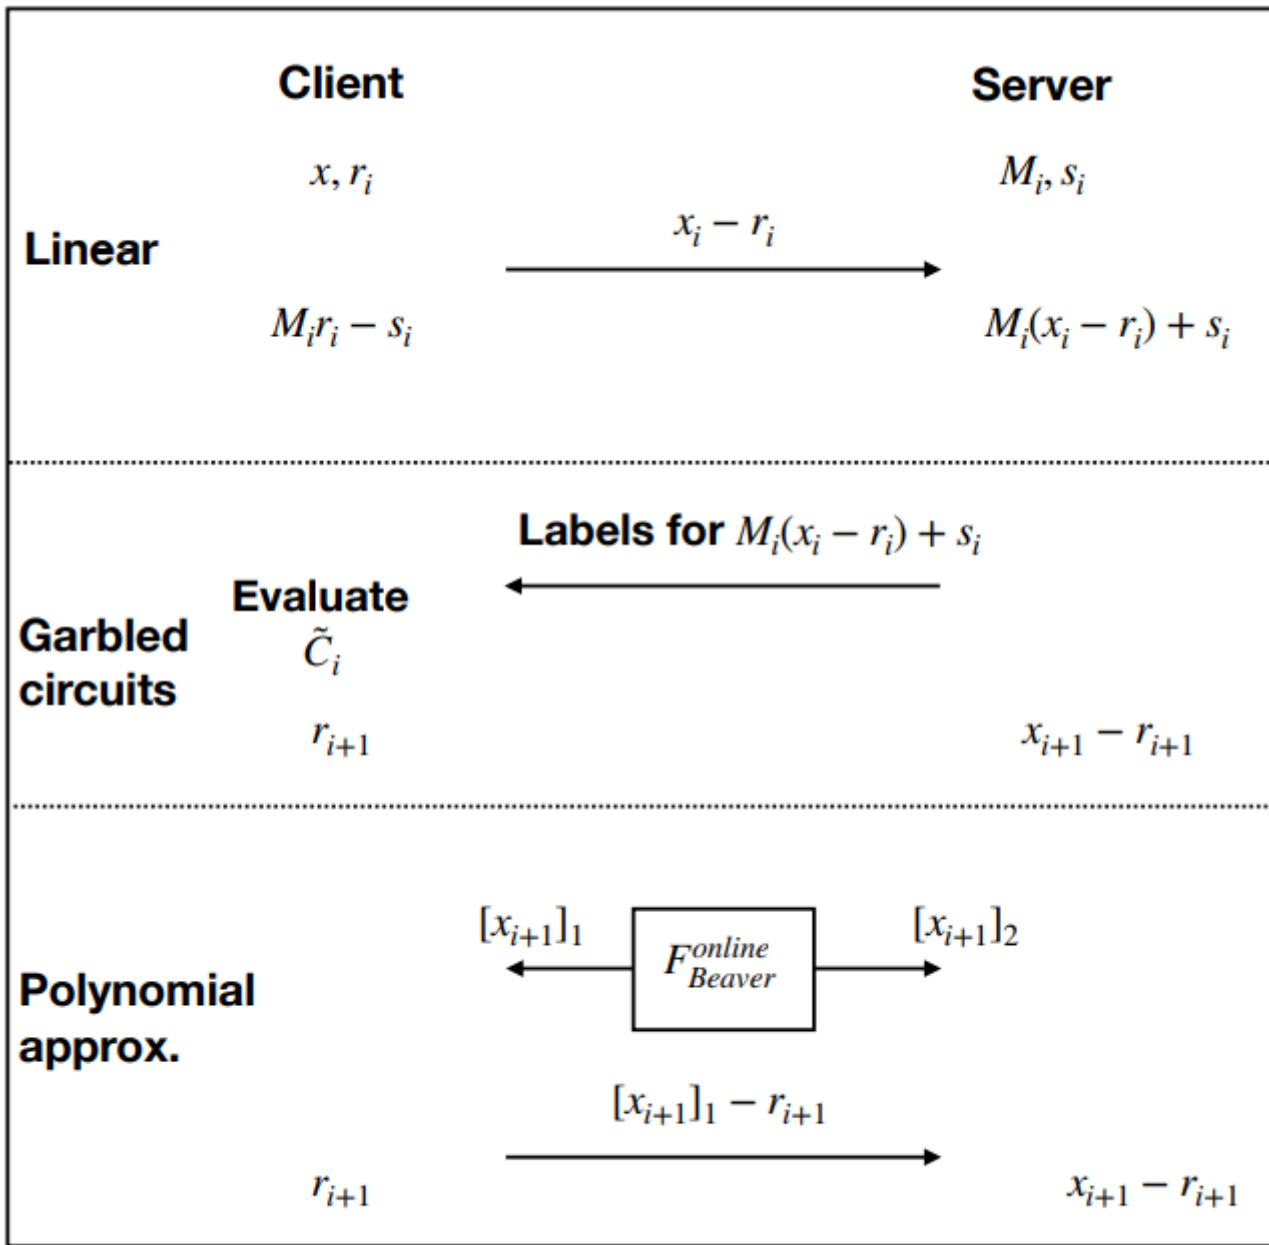 Client Server
x, r_i M_i, s_i
x_i − r_i
Linear
M_i r_i − s_i M_i(x_i − r_i) + s_i
Labels for M_i(x_i − r_i) + s_i
Evaluate
C̃_i
Garbled
circuits
r_{i+1} x_{i+1} − r_{i+1}
[x_{i+1}]_1 F_{Beaver}^{online} [x_{i+1}]_2
Polynomial
approx.
[x_{i+1}]_1 − r_{i+1}
r_{i+1} x_{i+1} − r_{i+1}